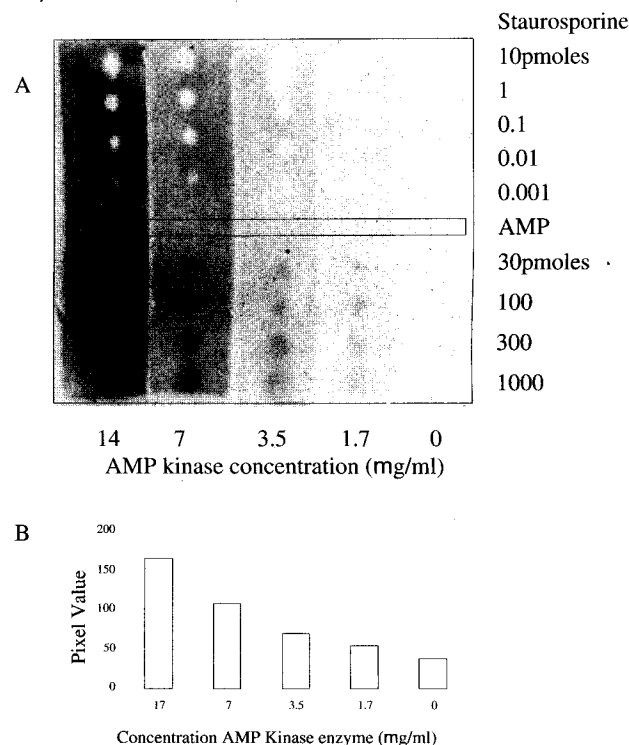 Staurosporine
A
10pmoles
1
0.1
0.01
0.001
AMP
30pmoles
100
300
1000
14 7 3.5 1.7 0
AMP kinase concentration (mg/ml)
B
200
150
100
50
0
Pixel Value
17 7 3.5 1.7 0
Concentration AMP Kinase enzyme (mg/ml)